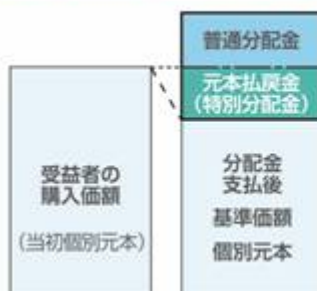 普通分配金
元本払戻金
（特別分配金）
受益者の
購入価額
（当初個別元本）
分配金
支払後
基準価額
個別元本